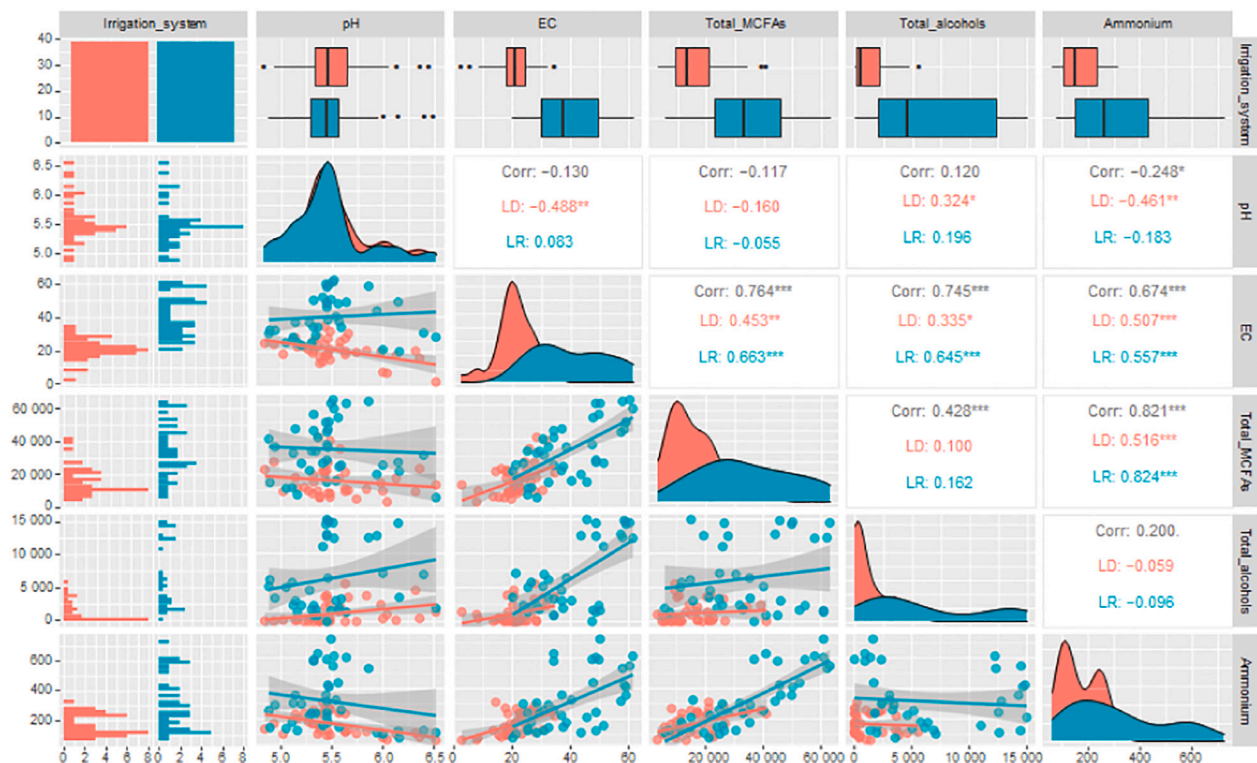 Irrigation_system pH EC Total_MCFAs Total_alcohols Ammonium
40
30
20
10
0
Irrigation_system
6.5
6.0
5.5
5.0
Corr: −0.130 Corr: −0.117 Corr: 0.120 Corr: −0.248*
LD: −0.488** LD: −0.160 LD: 0.324* LD: −0.461**
LR: 0.083 LR: −0.055 LR: 0.196 LR: −0.183
pH
60
40
20
0
Corr: 0.764*** Corr: 0.745*** Corr: 0.674***
LD: 0.453** LD: 0.335* LD: 0.507***
LR: 0.663*** LR: 0.645*** LR: 0.557***
EC
60 000
40 000
20 000
0
Corr: 0.428*** Corr: 0.821***
LD: 0.100 LD: 0.516***
LR: 0.162 LR: 0.824***
Total_MCFAs
15 000
10 000
5 000
0
Corr: 0.200.
LD: −0.059
LR: −0.096
Total_alcohols
600
400
200
Ammonium
0 2 4 6 8 0 2 4 6 8 5.0 5.5 6.0 6.5 0 20 40 60 20 000 40 000 60 000 0 5 000 10 000 15 000 200 400 600